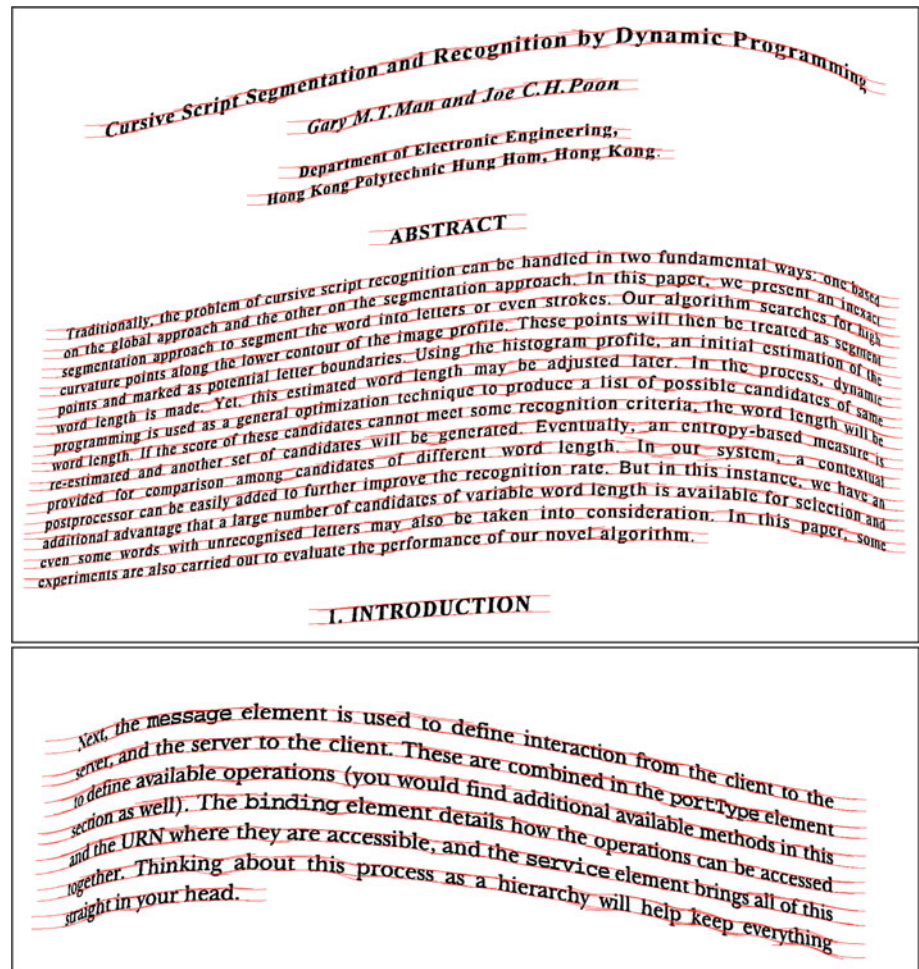 Cursive Script Segmentation and Recognition by Dynamic Programming
Gary M.T.Man and Joe C.H.Poon
Department of Electronic Engineering,
Hong Kong Polytechnic Hung Hom, Hong Kong.
ABSTRACT
Traditionally, the problem of cursive script recognition can be handled in two fundamental ways: one based
on the global approach and the other on the segmentation approach. In this paper, we present an inexact
segmentation approach to segment the word into letters or even strokes. Our algorithm searches for high
curvature points along the lower contour of the image profile. These points will then be treated as segment
points and marked as potential letter boundaries. Using the histogram profile, an initial estimation of the
word length is made. Yet, this estimated word length may be adjusted later. In the process, dynamic
programming is used as a general optimization technique to produce a list of possible candidates of same
word length. If the score of these candidates cannot meet some recognition criteria, the word length will be
re-estimated and another set of candidates will be generated. Eventually, an entropy-based measure is
provided for comparison among candidates of different word length. In our system, a contextual
postprocessor can be easily added to further improve the recognition rate. But in this instance, we have an
additional advantage that a large number of candidates of variable word length is available for selection and
even some words with unrecognised letters may also be taken into consideration. In this paper, some
experiments are also carried out to evaluate the performance of our novel algorithm.
1. INTRODUCTION
Next, the message element is used to define interaction from the client to the
server, and the server to the client. These are combined in the portType element
to define available operations (you would find additional available methods in this
section as well). The binding element details how the operations can be accessed
and the URN where they are accessible, and the service element brings all of this
together. Thinking about this process as a hierarchy will help keep everything
straight in your head.